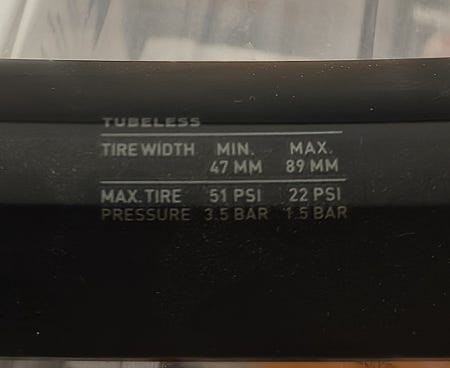 TUBELESS
TIRE WIDTH MIN. MAX.
47 MM 89 MM
MAX. TIRE 51 PSI 22 PSI
PRESSURE 3.5 BAR 1.5 BAR